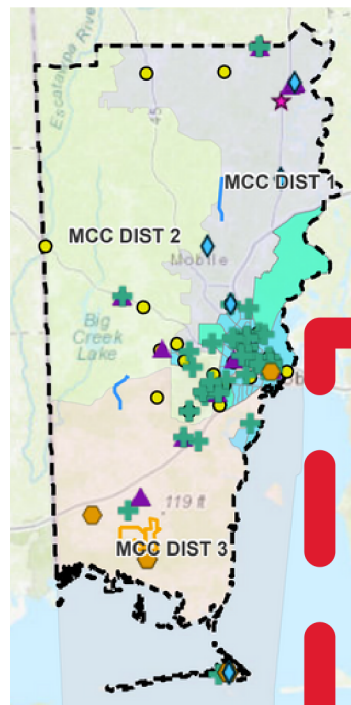 Escatawpa River
45
MCC DIST 1
MCC DIST 2
Mobile
Big
Creek
Lake
119 ft
MCC DIST 3